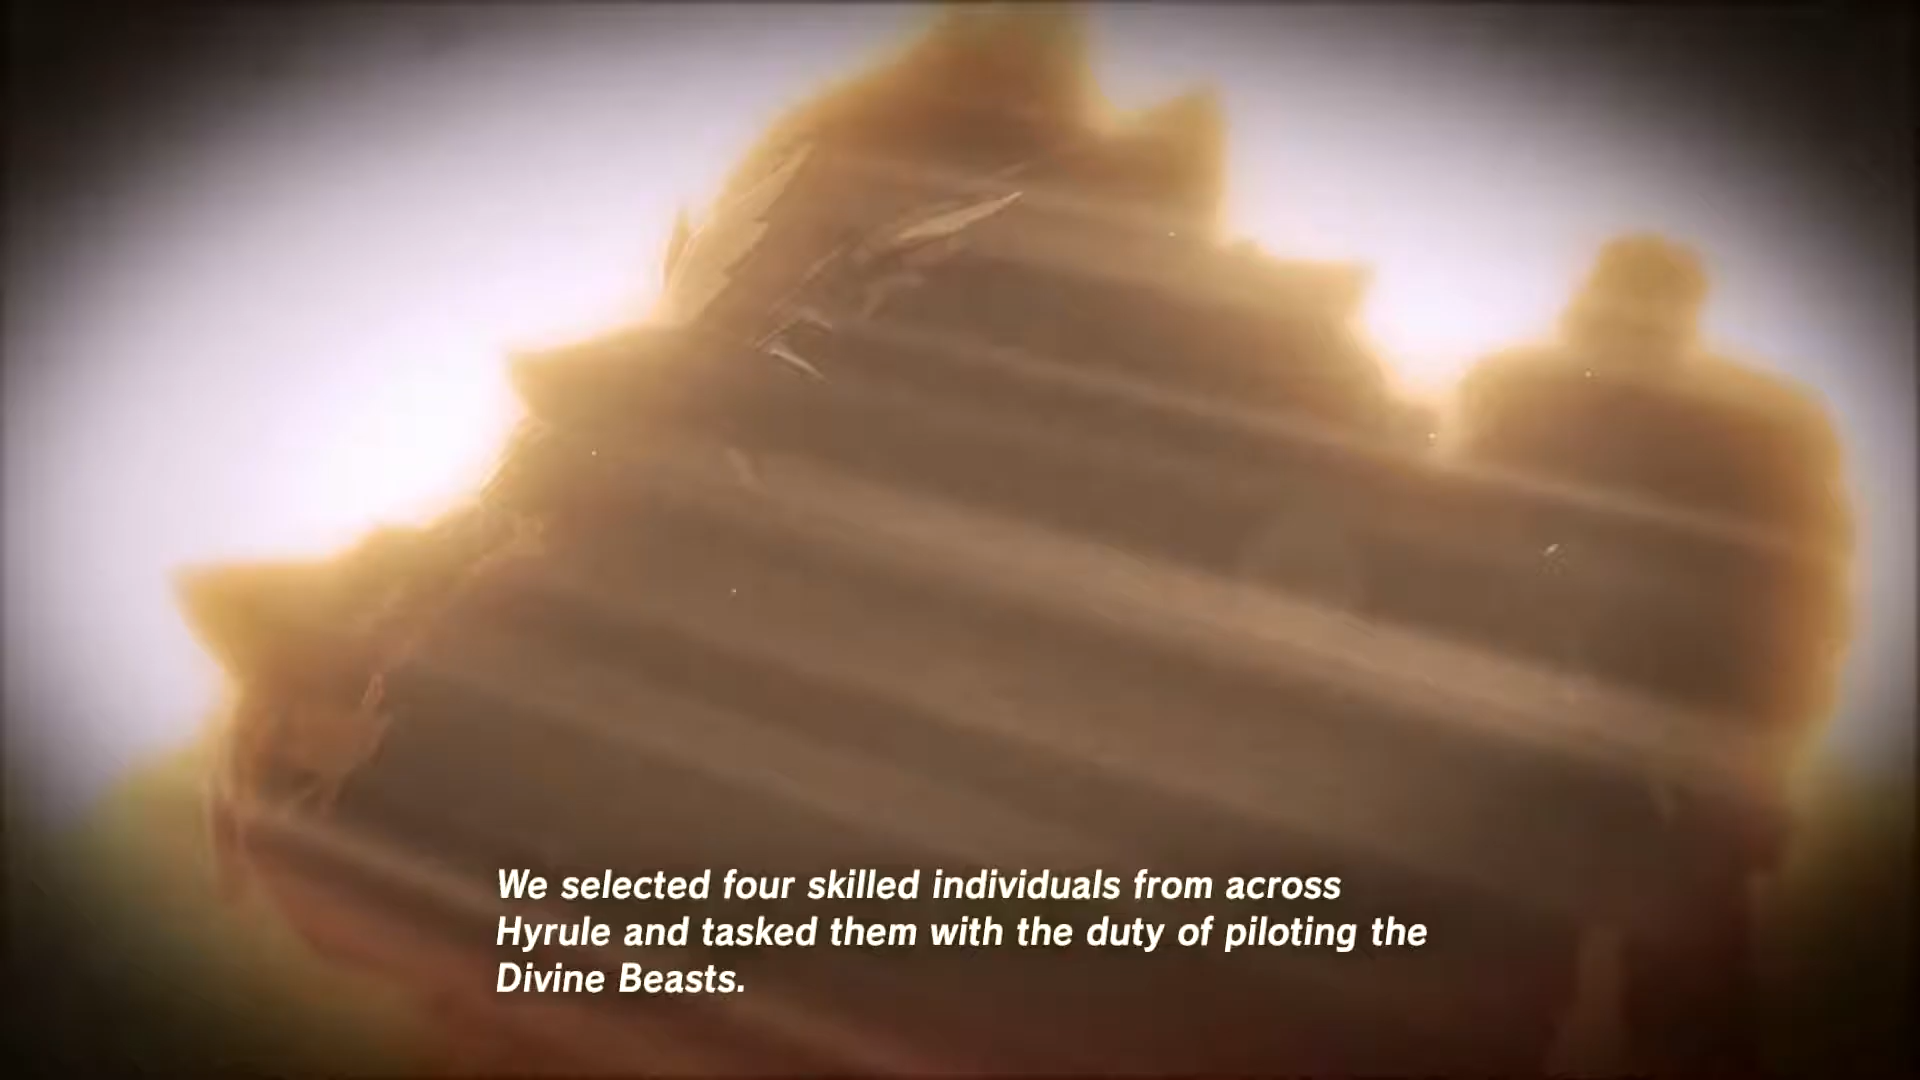 We selected four skilled individuals from across
Hyrule and tasked them with the duty of piloting the
Divine Beasts.